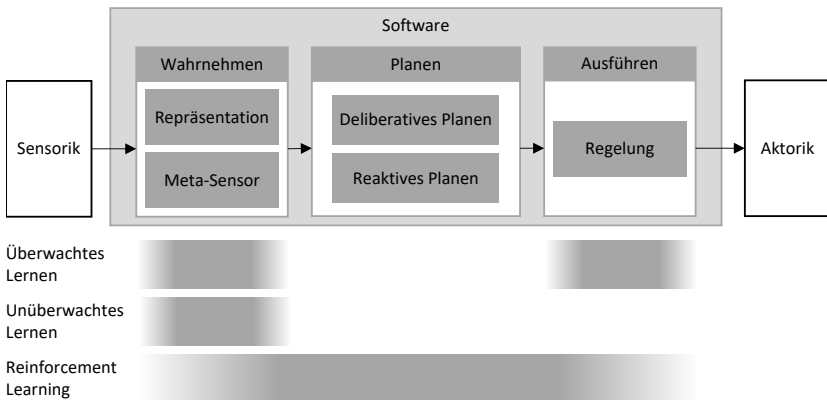 Software
Wahrnehmen
Planen
Ausführen
Sensorik
Repräsentation
Meta-Sensor
Deliberatives Planen
Reaktives Planen
Regelung
Aktorik
Überwachtes
Lernen
Unüberwachtes
Lernen
Reinforcement
Learning